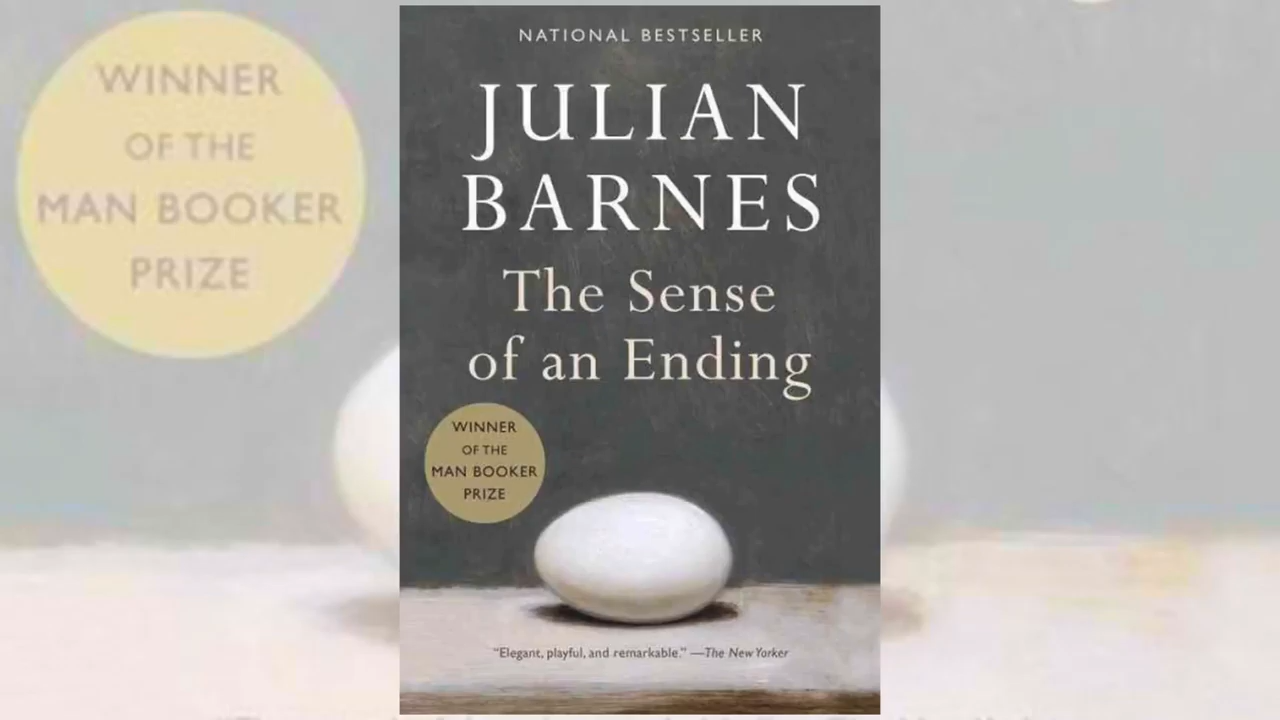 WINNER
OF THE
MAN BOOKER
PRIZE
NATIONAL BESTSELLER
JULIAN
BARNES
The Sense
of an Ending
WINNER
OF THE
MAN BOOKER
PRIZE
“Elegant, playful, and remarkable.” —The New Yorker